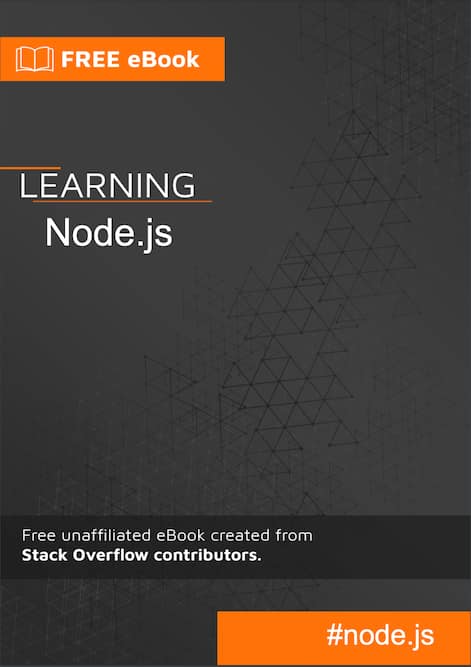 FREE eBook
LEARNING
Node.js
Free unaffiliated eBook created from
Stack Overflow contributors.
#node.js